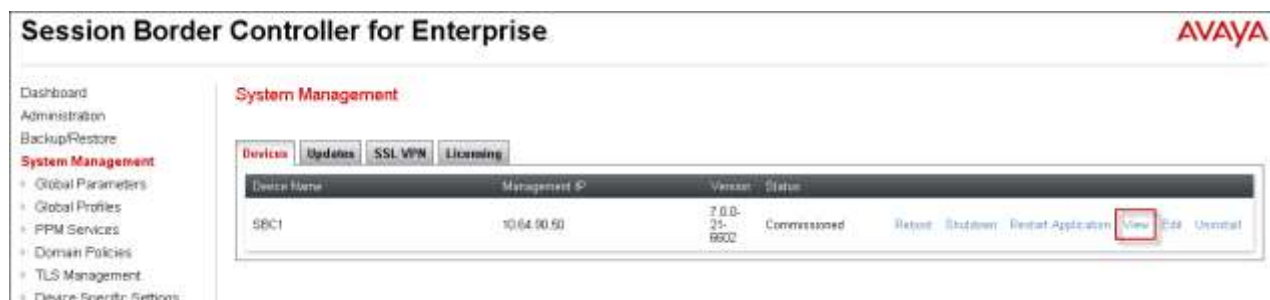 Session Border Controller for Enterprise
AVAYA
Dashboard
Administration
Backup/Restore
System Management
Global Parameters
Global Profiles
PPM Services
Domain Policies
TLS Management
Device Specific Settings
System Management
Devices Updates SSL VPN Licensing
Device Name Management IP Version Status
SBC1 10.64.90.50 7.0.0-21-6602 Commissioned Reboot Shutdown Restart Application View Edit Uninstall